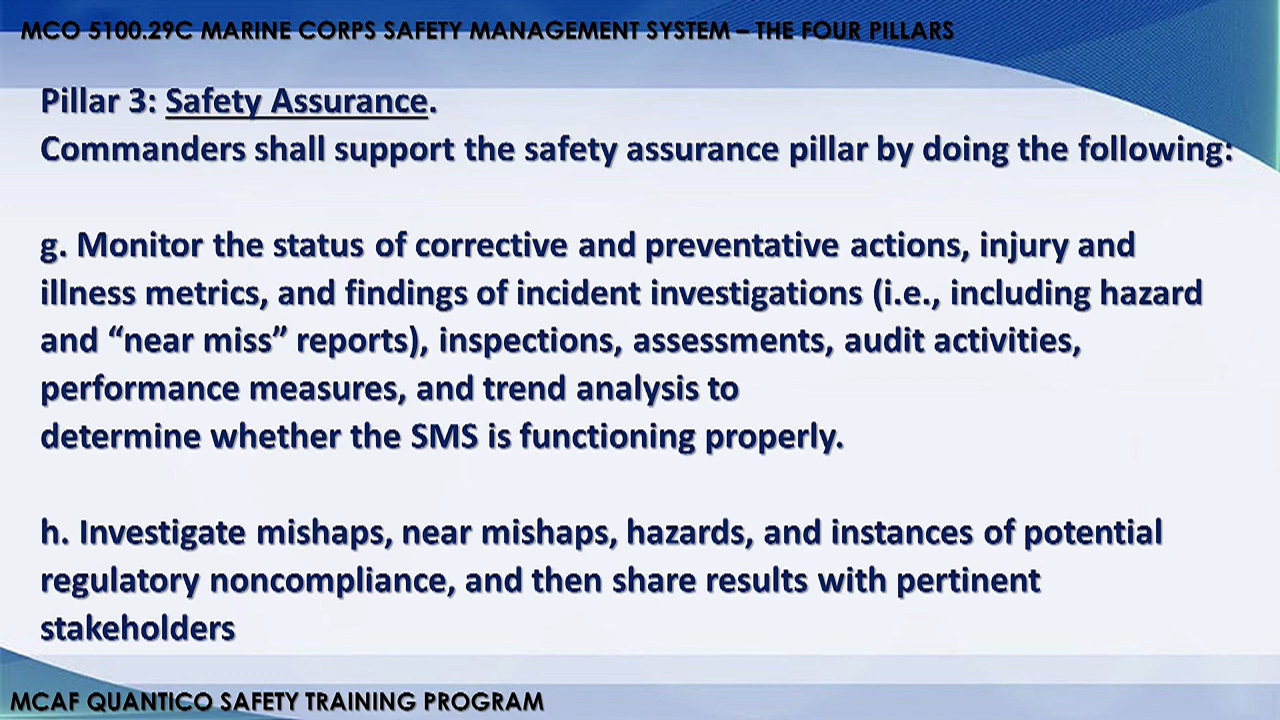 MCO 5100.29C MARINE CORPS SAFETY MANAGEMENT SYSTEM – THE FOUR PILLARS
Pillar 3: Safety Assurance.
Commanders shall support the safety assurance pillar by doing the following:
g. Monitor the status of corrective and preventative actions, injury and
illness metrics, and findings of incident investigations (i.e., including hazard
and “near miss” reports), inspections, assessments, audit activities,
performance measures, and trend analysis to
determine whether the SMS is functioning properly.
h. Investigate mishaps, near mishaps, hazards, and instances of potential
regulatory noncompliance, and then share results with pertinent
stakeholders
MCAF QUANTICO SAFETY TRAINING PROGRAM